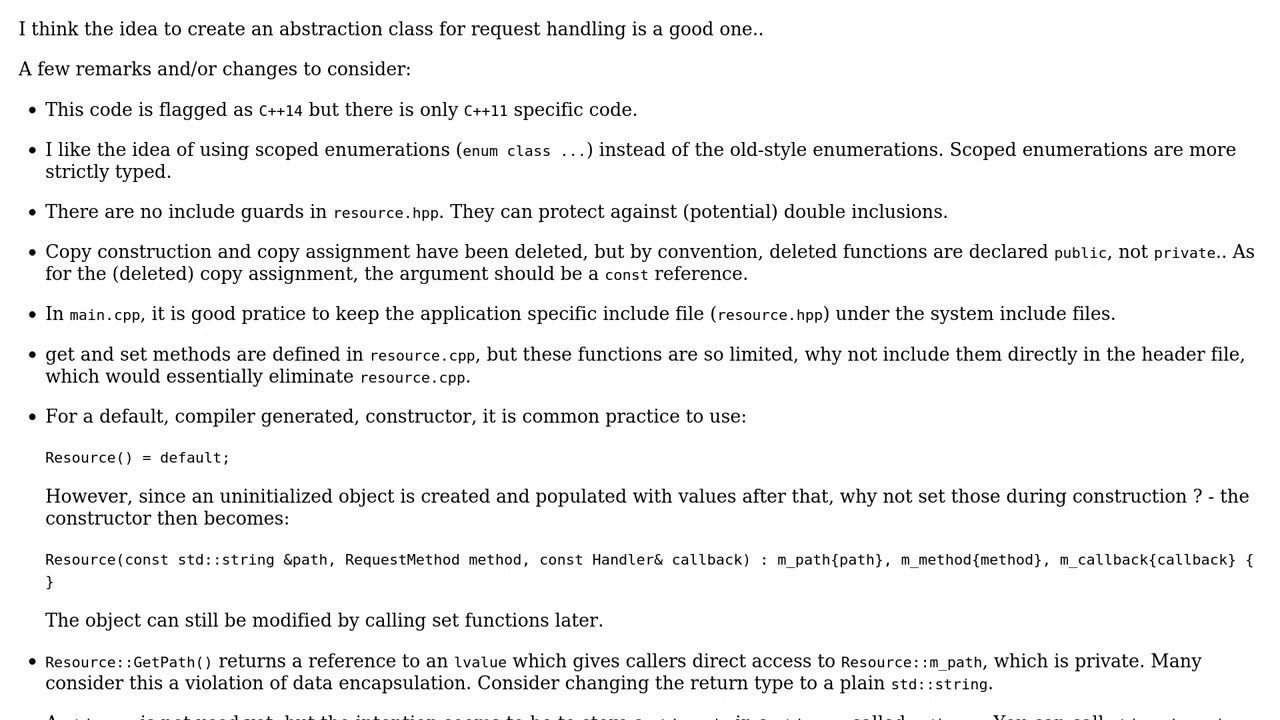 I think the idea to create an abstraction class for request handling is a good one..
A few remarks and/or changes to consider:
• This code is flagged as C++14 but there is only C++11 specific code.
• I like the idea of using scoped enumerations (enum class ...) instead of the old-style enumerations. Scoped enumerations are more
strictly typed.
• There are no include guards in resource.hpp. They can protect against (potential) double inclusions.
• Copy construction and copy assignment have been deleted, but by convention, deleted functions are declared public, not private.. As
for the (deleted) copy assignment, the argument should be a const reference.
• In main.cpp, it is good pratice to keep the application specific include file (resource.hpp) under the system include files.
• get and set methods are defined in resource.cpp, but these functions are so limited, why not include them directly in the header file,
which would essentially eliminate resource.cpp.
• For a default, compiler generated, constructor, it is common practice to use:
Resource() = default;
However, since an uninitialized object is created and populated with values after that, why not set those during construction ? - the
constructor then becomes:
Resource(const std::string &path, RequestMethod method, const Handler& callback) : m_path{path}, m_method{method}, m_callback{callback} {
}
The object can still be modified by calling set functions later.
• Resource::GetPath() returns a reference to an lvalue which gives callers direct access to Resource::m_path, which is private. Many
consider this a violation of data encapsulation. Consider changing the return type to a plain std::string.